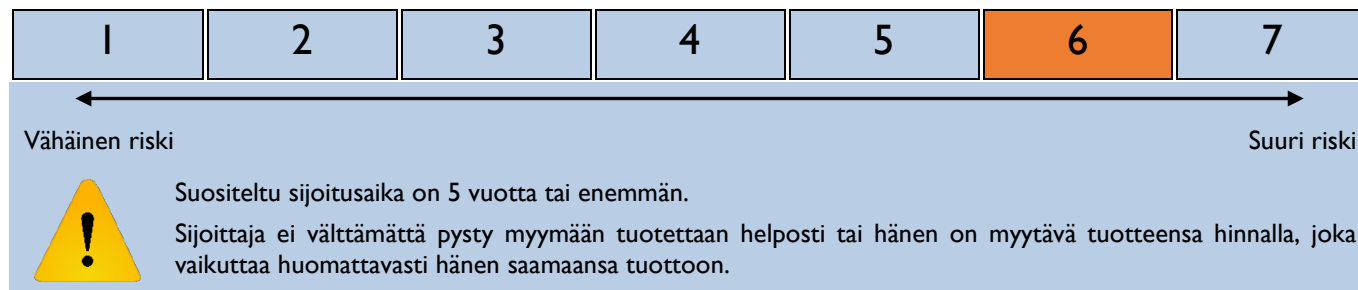 1 2 3 4 5 6 7
Vähäinen riski Suuri riski
Suositeltu sijoitusaika on 5 vuotta tai enemmän.
Sijoittaja ei välttämättä pysty myymään tuotettaan helposti tai hänen on myytävä tuotteensa hinnalla, joka
vaikuttaa huomattavasti hänen saamaansa tuottoon.